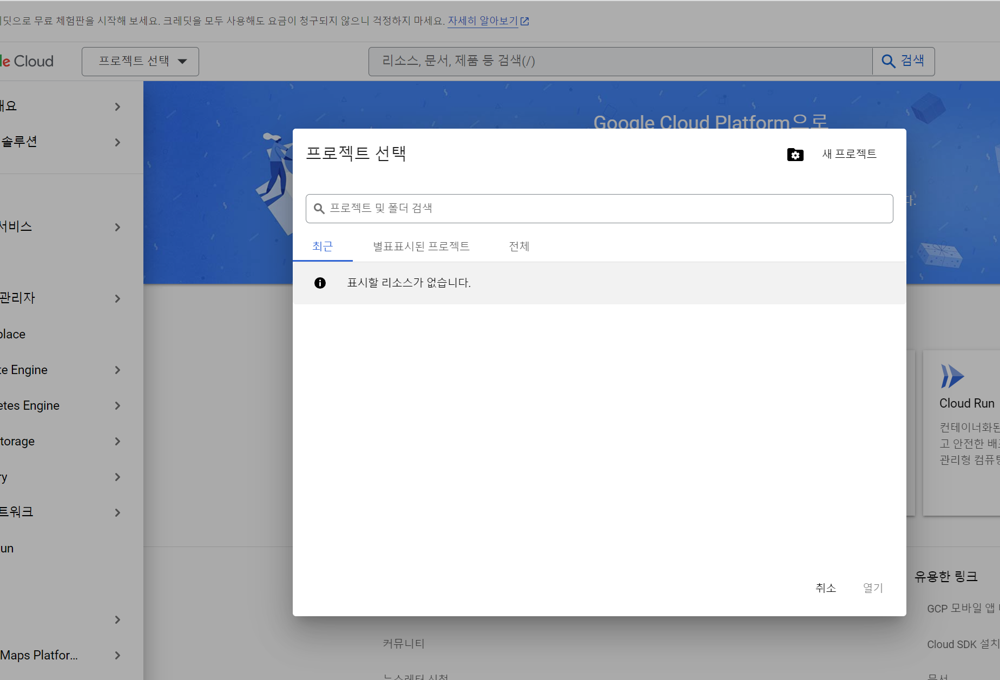 딧으로 무료 체험판을 시작해 보세요. 크레딧을 모두 사용해도 요금이 청구되지 않으니 걱정하지 마세요. 자세히 알아보기
e Cloud
프로젝트 선택
리소스, 문서, 제품 등 검색(/)
검색
개요
솔루션
서비스
관리자
place
te Engine
etes Engine
torage
ry
트워크
un
Maps Platfor...
Google Cloud Platform으로
다.
프로젝트 선택
새 프로젝트
프로젝트 및 폴더 검색
최근
별표표시된 프로젝트
전체
표시할 리소스가 없습니다.
취소
열기
Cloud Run
컨테이너화된
고 안전한 배포
관리형 컴퓨팅
유용한 링크
GCP 모바일 앱
Cloud SDK 설치
문서
커뮤니티
뉴스레터 신청